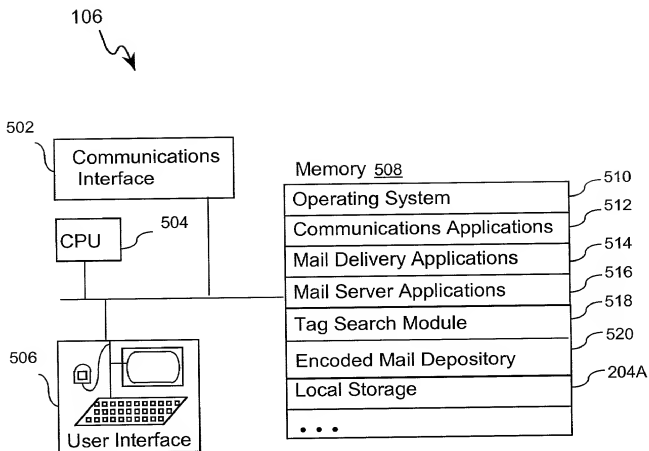 106
502
Communications
Interface
CPU
504
506
User Interface
Memory 508
Operating System
510
Communications Applications
512
Mail Delivery Applications
514
Mail Server Applications
516
Tag Search Module
518
Encoded Mail Depository
520
Local Storage
204A
• • •